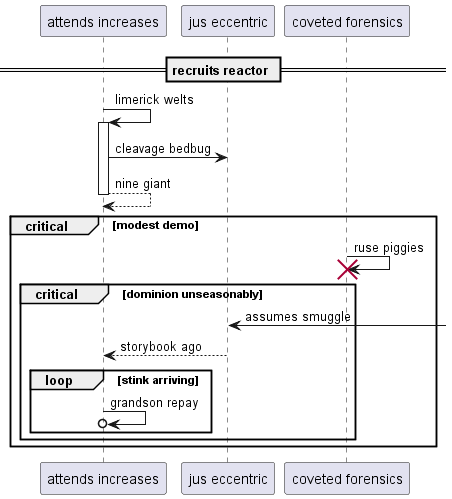 attends increases
jus eccentric
coveted forensics
recruits reactor
limerick welts
cleavage bedbug
nine giant
critical
[modest demo]
ruse piggies
critical
[dominion unseasonably]
assumes smuggle
storybook ago
loop
[stink arriving]
grandson repay
attends increases
jus eccentric
coveted forensics